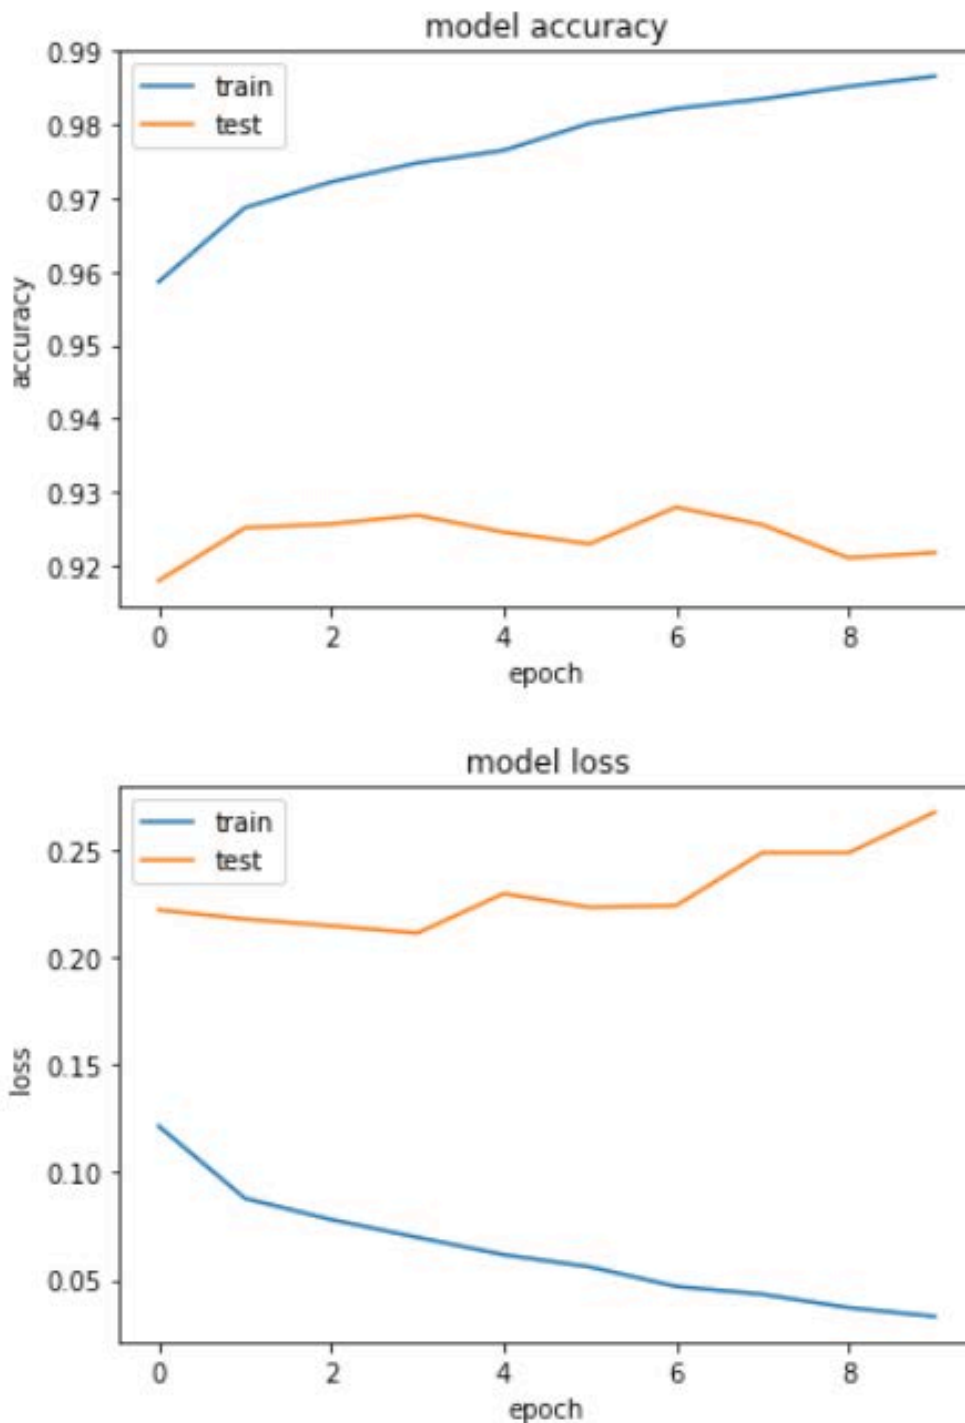 model accuracy
0.99
train
test
0.98
0.97
0.96
0.95
0.94
0.93
0.92
accuracy
0 2 4 6 8
epoch
model loss
train
test
0.25
0.20
0.15
0.10
0.05
loss
0 2 4 6 8
epoch